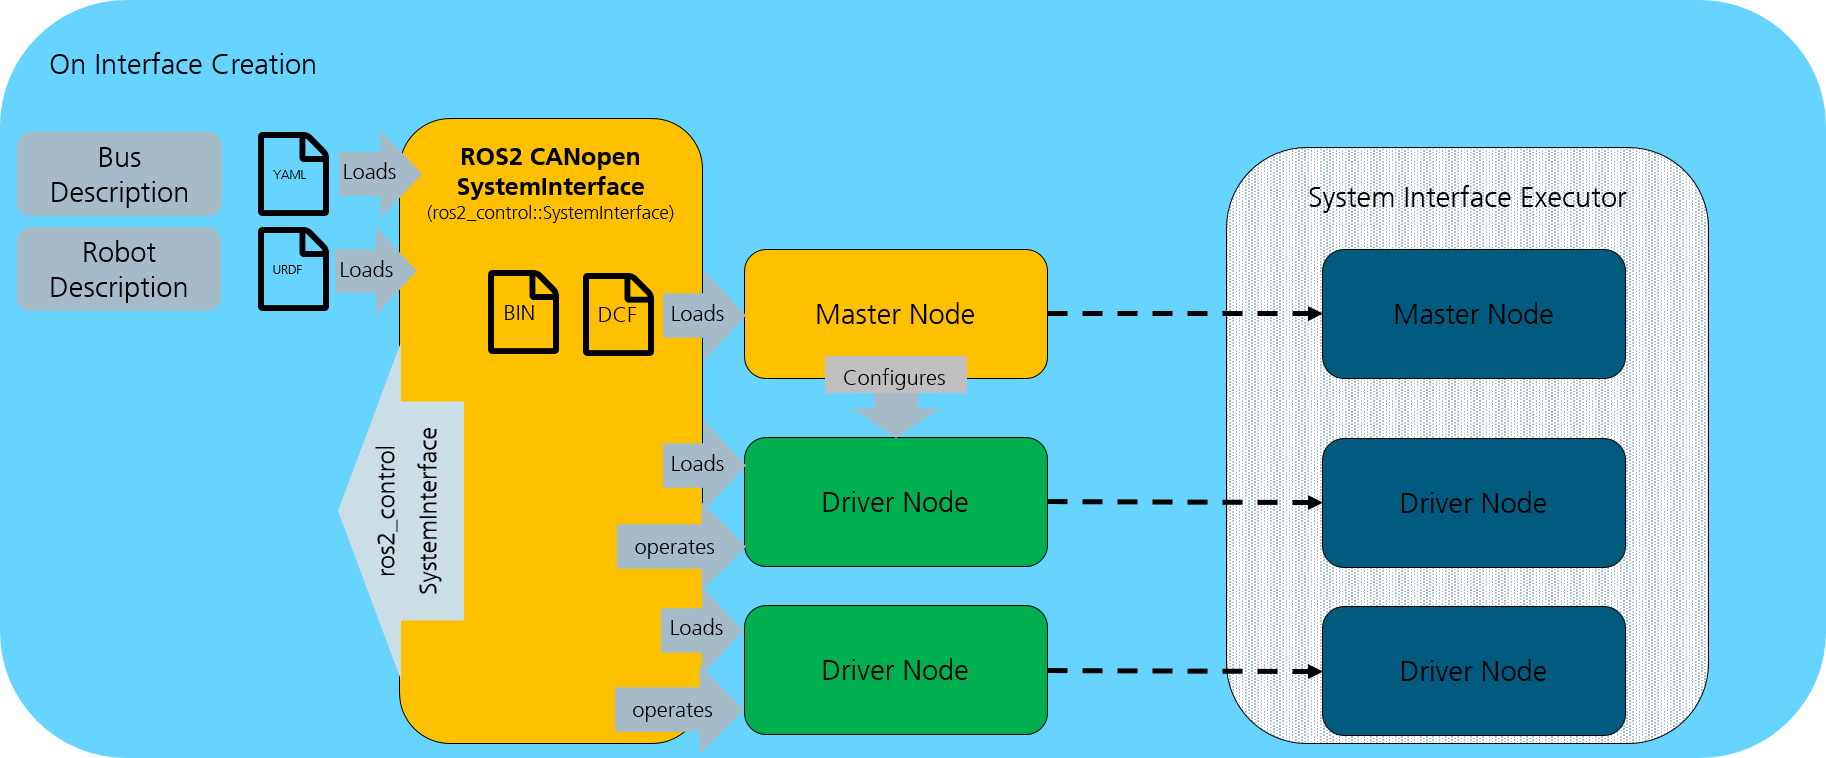 On Interface Creation
Bus
Description
YAML
Loads
Robot
Description
URDF
Loads
ROS2 CANopen
SystemInterface
(ros2_control::SystemInterface)
BIN
DCF
Loads
Master Node
Configures
ros2_control
SystemInterface
Loads
operates
Driver Node
Loads
operates
Driver Node
System Interface Executor
Master Node
Driver Node
Driver Node